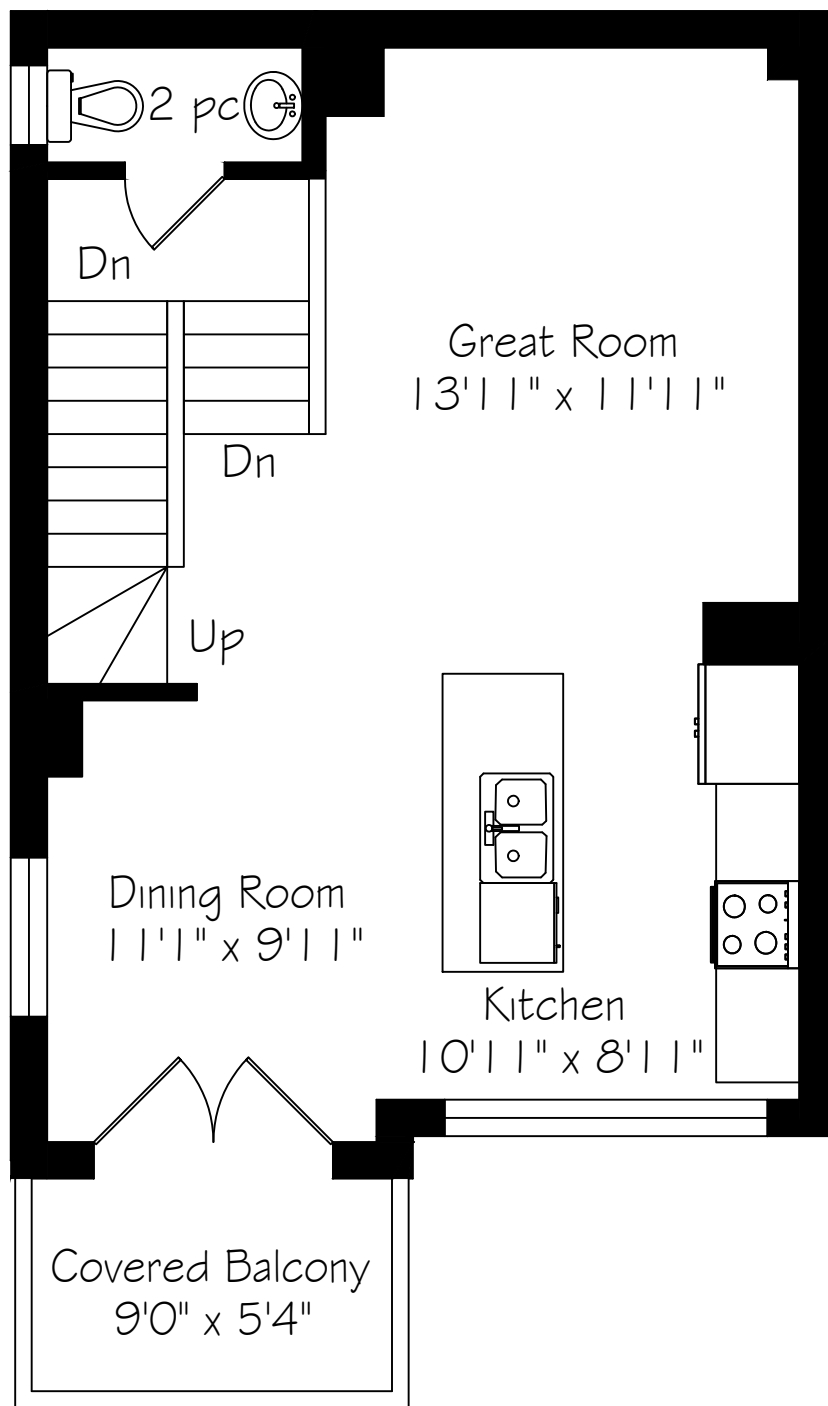 2 pc
Dn
Great Room
13'11" x 11'11"
Dn
Up
Dining Room
11'1" x 9'11"
Kitchen
10'11" x 8'11"
Covered Balcony
9'0" x 5'4"